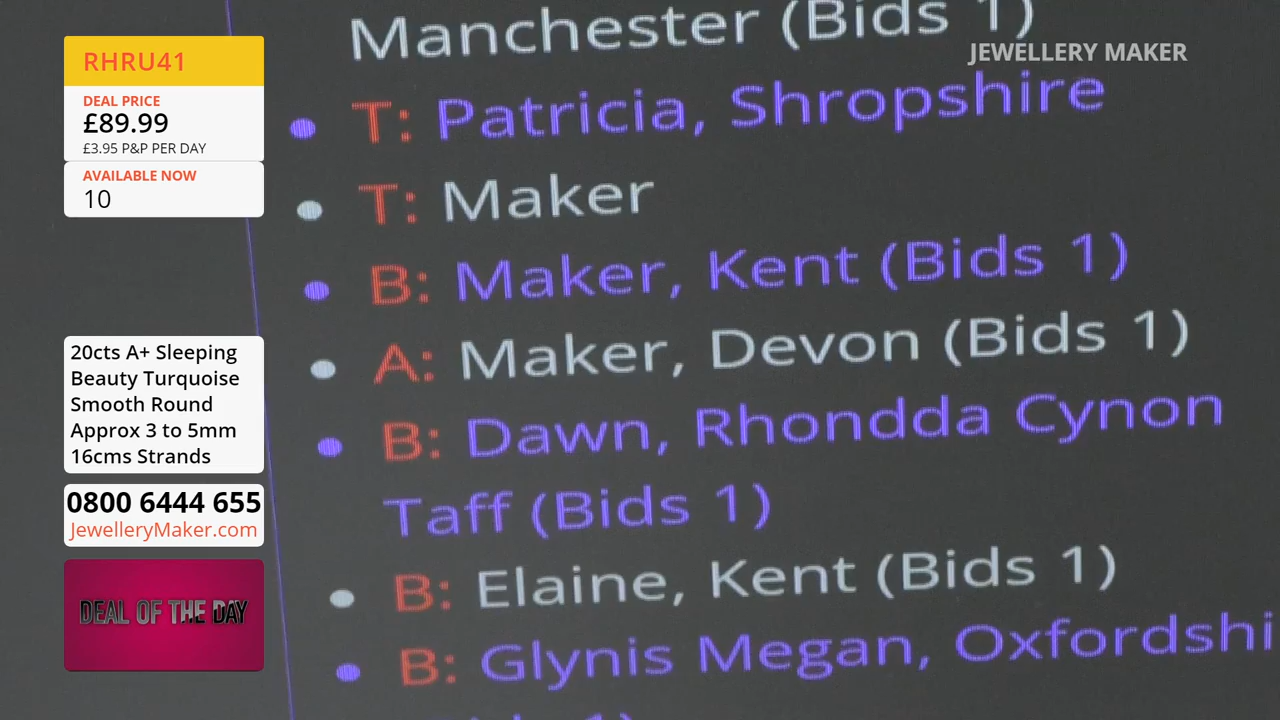 RHRU41
DEAL PRICE
£89.99
£3.95 P&P PER DAY
AVAILABLE NOW
10
20cts A+ Sleeping
Beauty Turquoise
Smooth Round
Approx 3 to 5mm
16cms Strands
0800 6444 655
JewelleryMaker.com
DEAL OF THE DAY
JEWELLERY MAKER
Manchester (Bids 1)
• T: Patricia, Shropshire
• T: Maker
• B: Maker, Kent (Bids 1)
• A: Maker, Devon (Bids 1)
• B: Dawn, Rhondda Cynon
Taff (Bids 1)
• B: Elaine, Kent (Bids 1)
• B: Glynis Megan, Oxfordshi